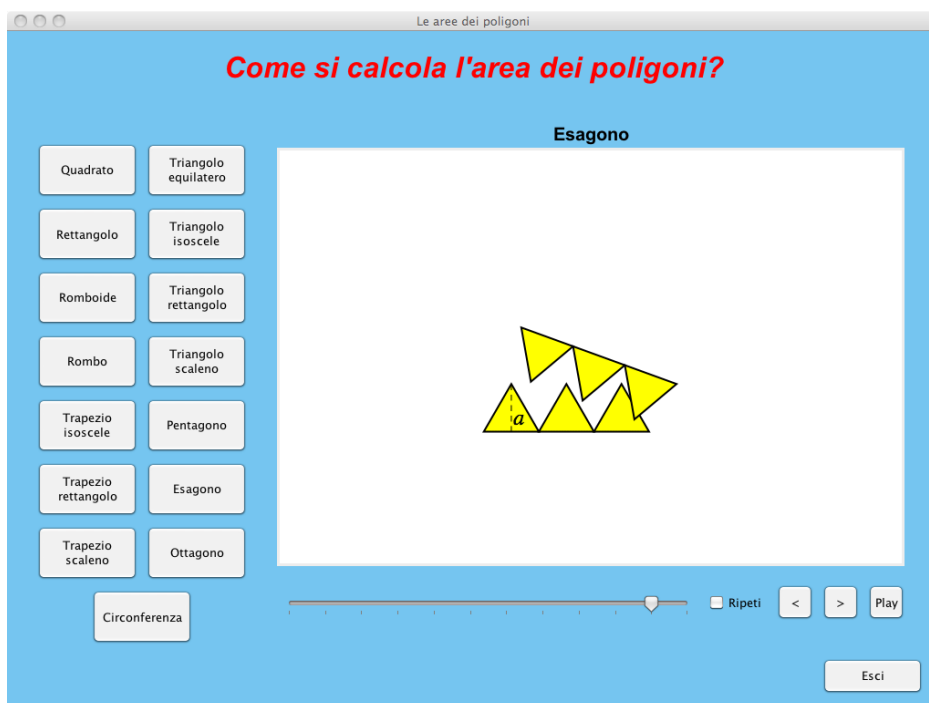 Le aree dei poligoni
Come si calcola l'area dei poligoni?
Esagono
Quadrato
Triangolo
equilatero
Rettangolo
Triangolo
isoscele
Romboide
Triangolo
rettangolo
Rombo
Triangolo
scaleno
Trapezio
isoscele
Pentagono
Trapezio
rettangolo
Esagono
Trapezio
scaleno
Ottagono
Circonferenza
a
Ripeti
<
>
Play
Esci